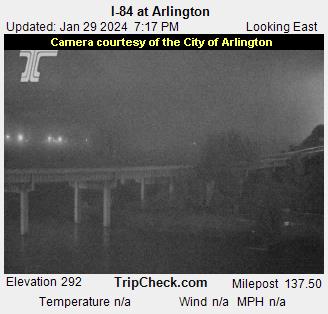 I-84 at Arlington
Updated: Jan 29 2024 7:17 PM Looking East
Camera courtesy of the City of Arlington
Elevation 292 TripCheck.com Milepost 137.50
Temperature n/a Wind n/a MPH n/a